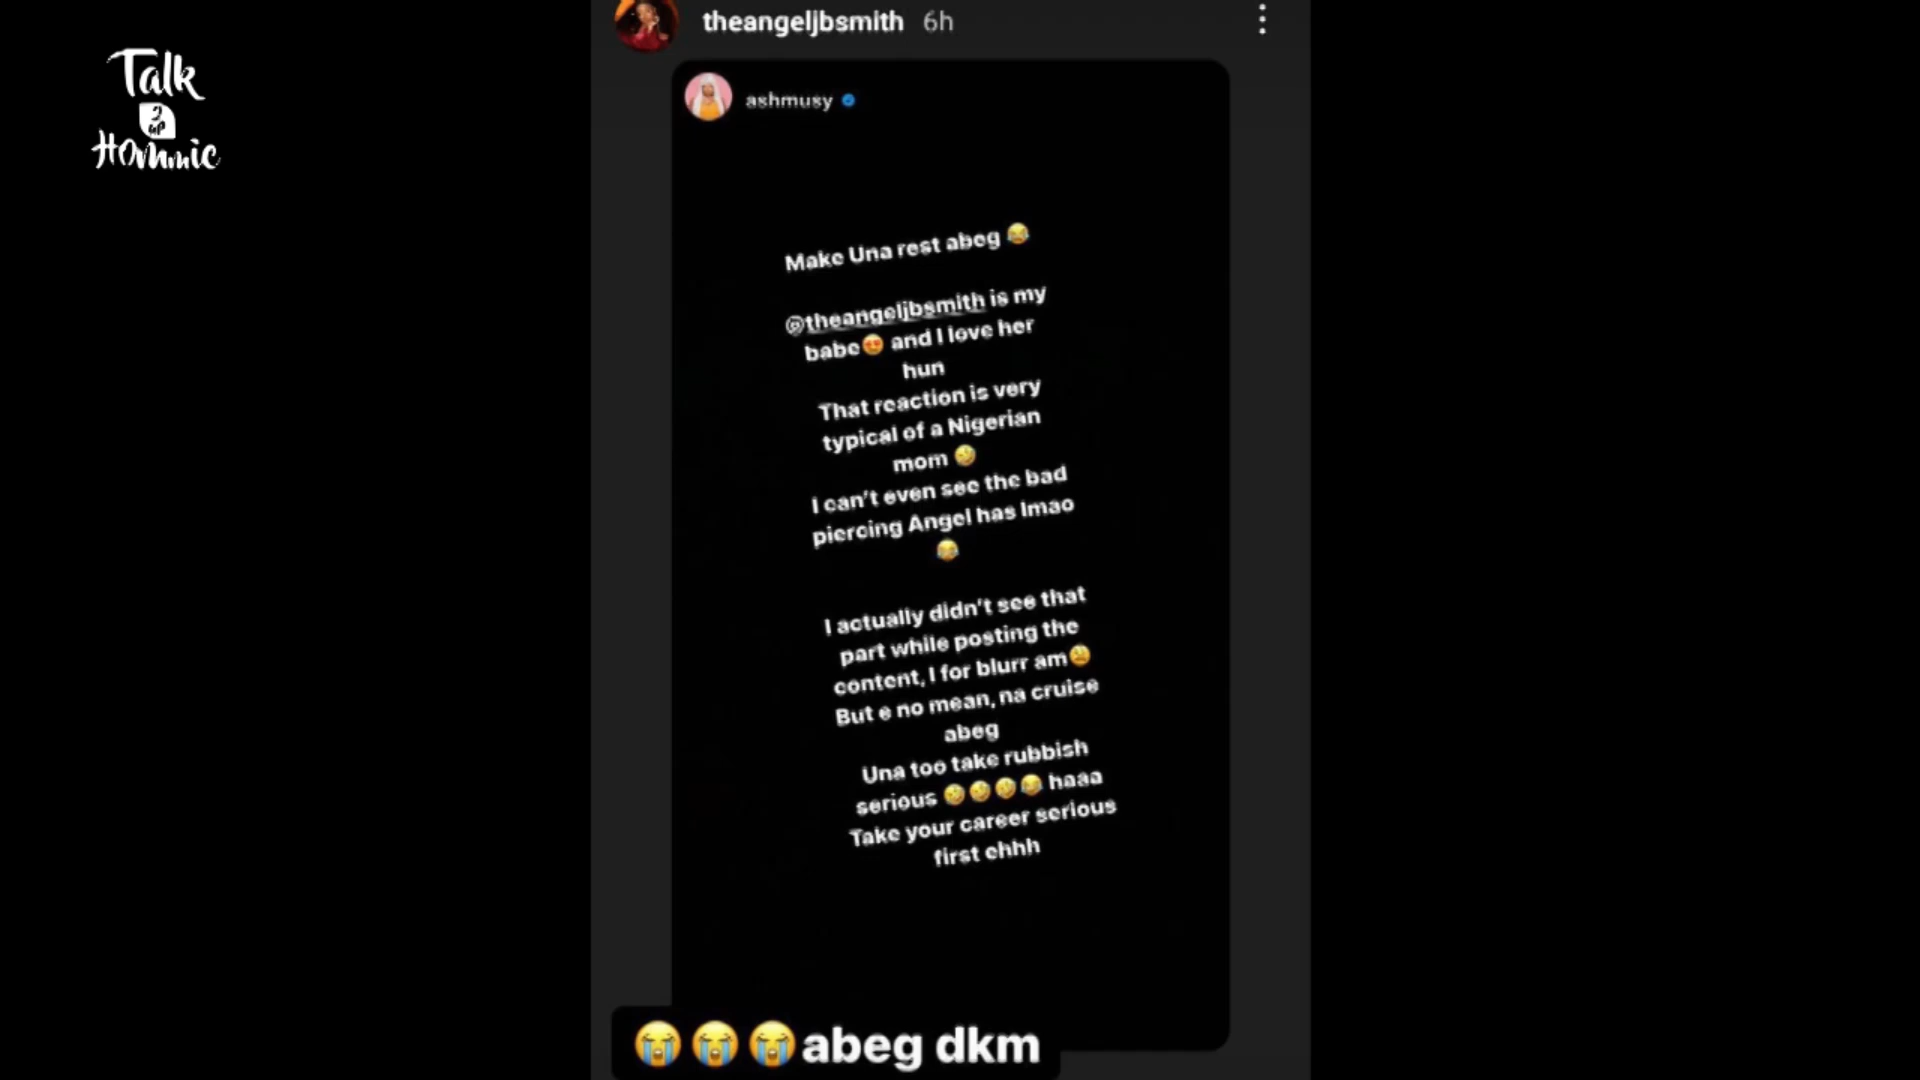 Talk
2
UP
Hommie
theangeljbsmith 6h
ashmusy
Make Una rest abeg 😂
@theangeljbsmith is my
babe😍 and I love her
hun
That reaction is very
typical of a Nigerian
mom 🤣
I can't even see the bad
piercing Angel has lmao
😂
I actually didn't see that
part while posting the
content, I for blurr am😩
But e no mean, na cruise
abeg
Una too take rubbish
serious 🤣🤣🤣😂 haaa
Take your career serious
first ehhh
😭😭😭abeg dkm